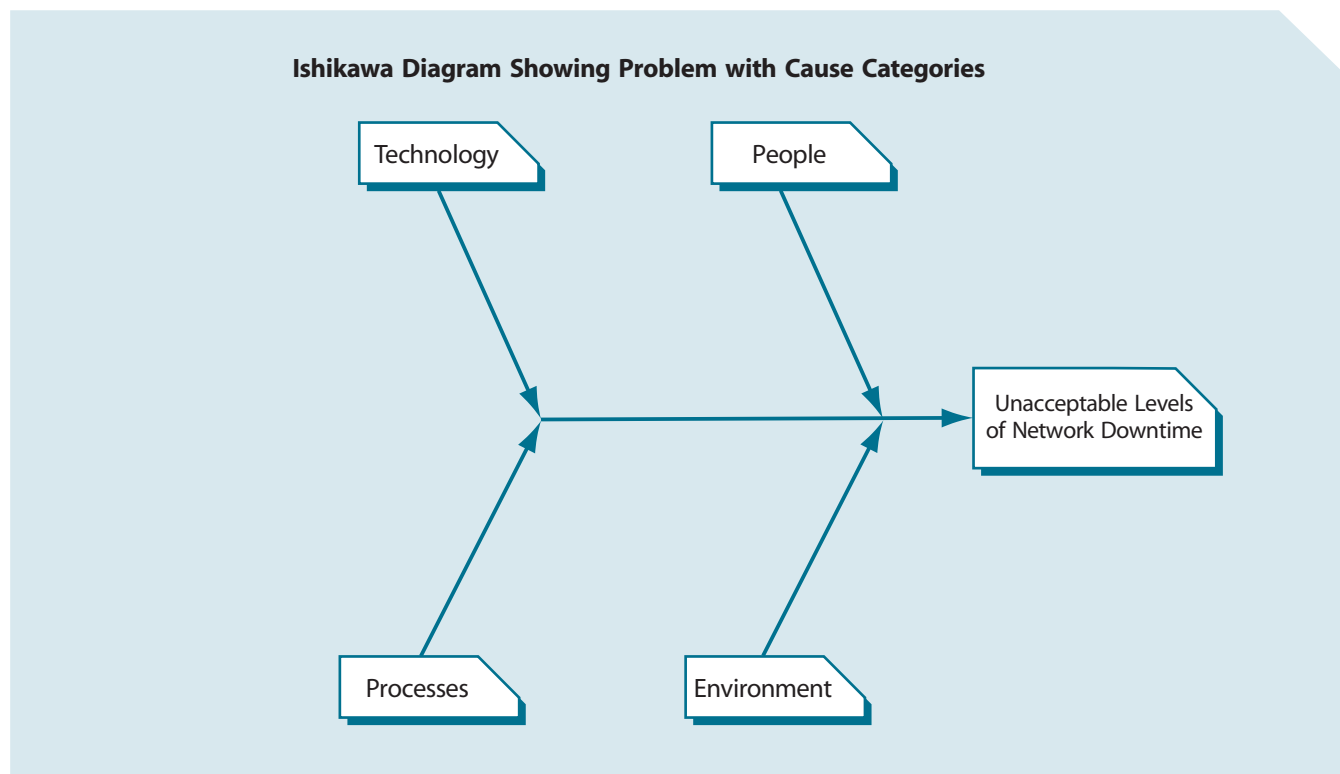 Ishikawa Diagram Showing Problem with Cause Categories
Technology
People
Unacceptable Levels
of Network Downtime
Processes
Environment